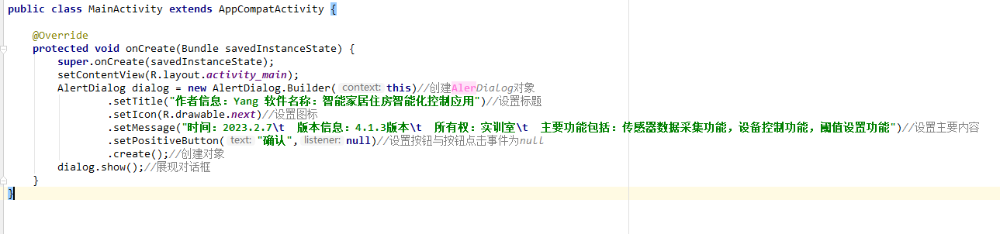 public class MainActivity extends AppCompatActivity {
@Override
protected void onCreate(Bundle savedInstanceState) {
super.onCreate(savedInstanceState);
setContentView(R.layout.activity_main);
AlertDialog dialog = new AlertDialog.Builder( context: this)//创建AlerDialog对象
.setTitle("作者信息：Yang 软件名称：智能家居住房智能化控制应用")//设置标题
.setIcon(R.drawable.next)//设置图标
.setMessage("时间：2023.2.7\t 版本信息：4.1.3版本\t 所有权：实训室\t 主要功能包括：传感器数据采集功能，设备控制功能，阈值设置功能")//设置主要内容
.setPositiveButton( text: "确认", listener: null)//设置按钮与按钮点击事件为null
.create();//创建对象
dialog.show();//展现对话框
}
}